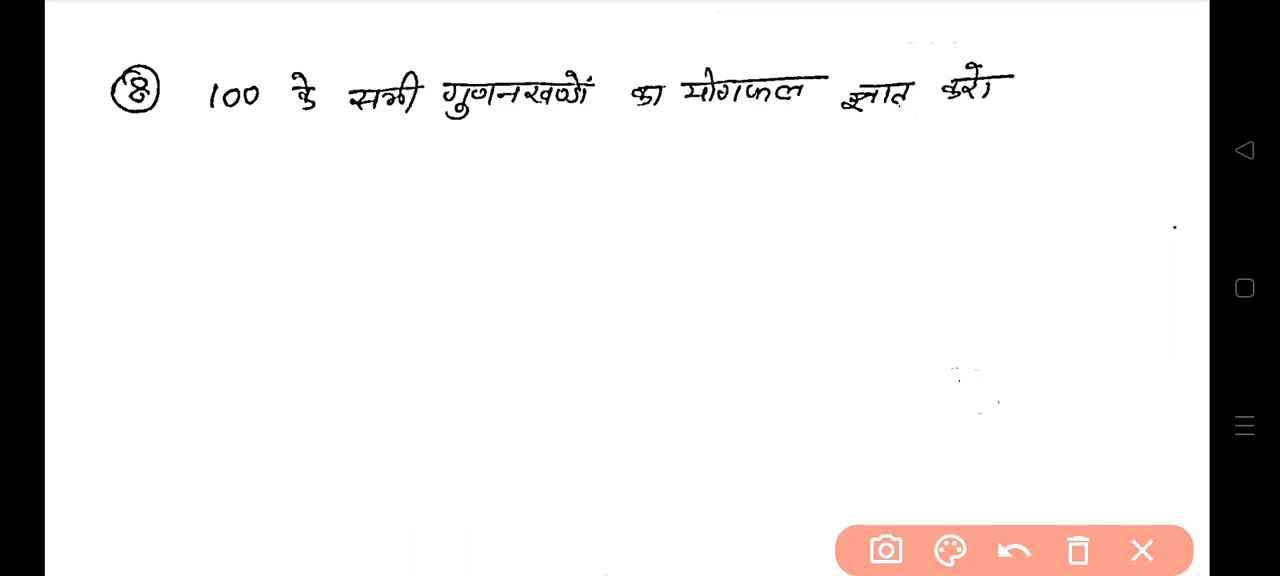 ⑧ 100 के सभी गुणनखण्डों का योगफल ज्ञात करो